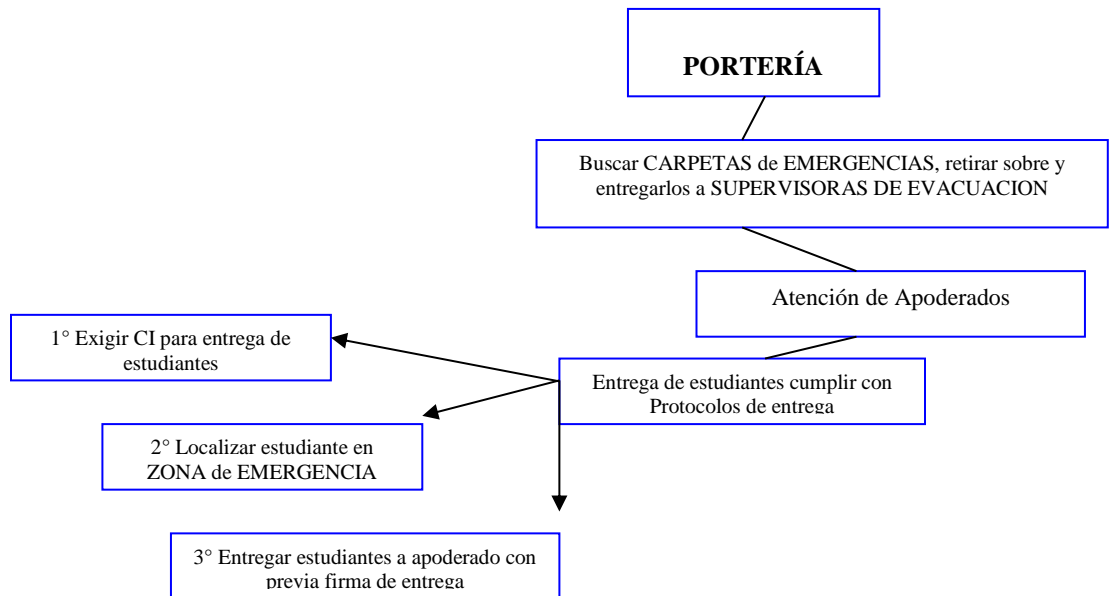 PORTERÍA
Buscar CARPETAS de EMERGENCIAS, retirar sobre y
entregarlos a SUPERVISORAS DE EVACUACION
Atención de Apoderados
1° Exigir CI para entrega de
estudiantes
Entrega de estudiantes cumplir con
Protocolos de entrega
2° Localizar estudiante en
ZONA de EMERGENCIA
3° Entregar estudiantes a apoderado con
previa firma de entrega